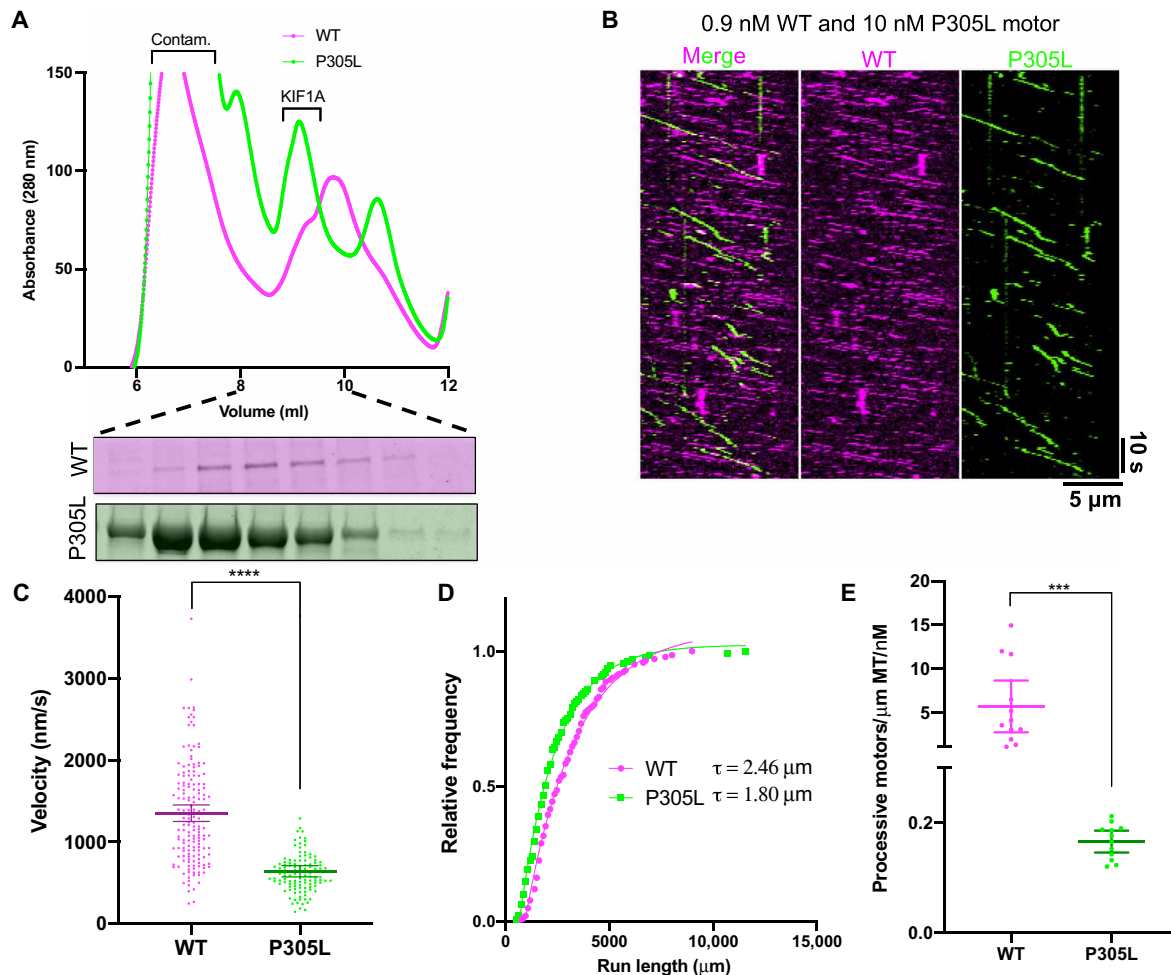 A
Contam.
WT
P305L
KIF1A
150
100
50
0
Absorbance (280 nm)
6
8
10
12
Volume (ml)
WT
P305L
B
0.9 nM WT and 10 nM P305L motor
Merge
WT
P305L
10 s
5 μm
C
****
4000
3000
2000
1000
0
Velocity (nm/s)
WT
P305L
D
1.0
0.5
0.0
Relative frequency
WT τ = 2.46 μm
P305L τ = 1.80 μm
0
5000
10,000
15,000
Run length (μm)
E
***
20
15
10
5
0.2
0.0
Processive motors/μm MT/nM
WT
P305L